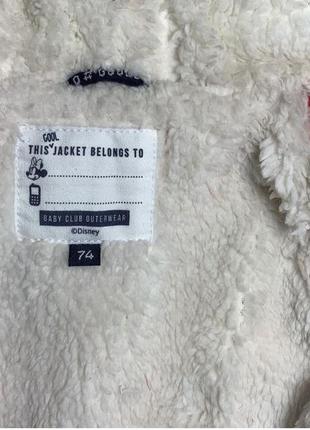 COOL
THIS JACKET BELONGS TO
BABY CLUB OUTERWEAR
©Disney
74